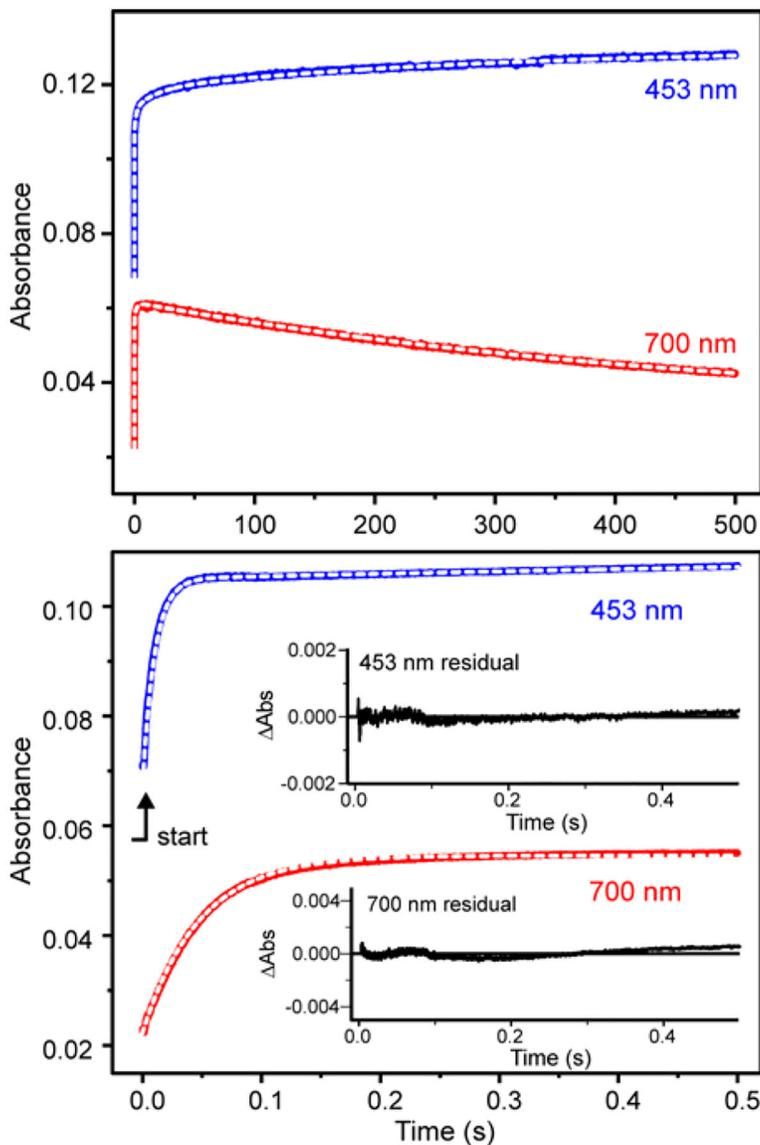 0.12
453 nm
0.08
Absorbance
700 nm
0.04
0 100 200 300 400 500
0.10
453 nm
0.002
453 nm residual
ΔAbs
0.000
-0.002
0.0 0.2 0.4
Time (s)
0.08
start
0.06
Absorbance
700 nm
0.004
700 nm residual
ΔAbs
0.000
-0.004
0.0 0.2 0.4
Time (s)
0.04
0.02
0.0 0.1 0.2 0.3 0.4 0.5
Time (s)